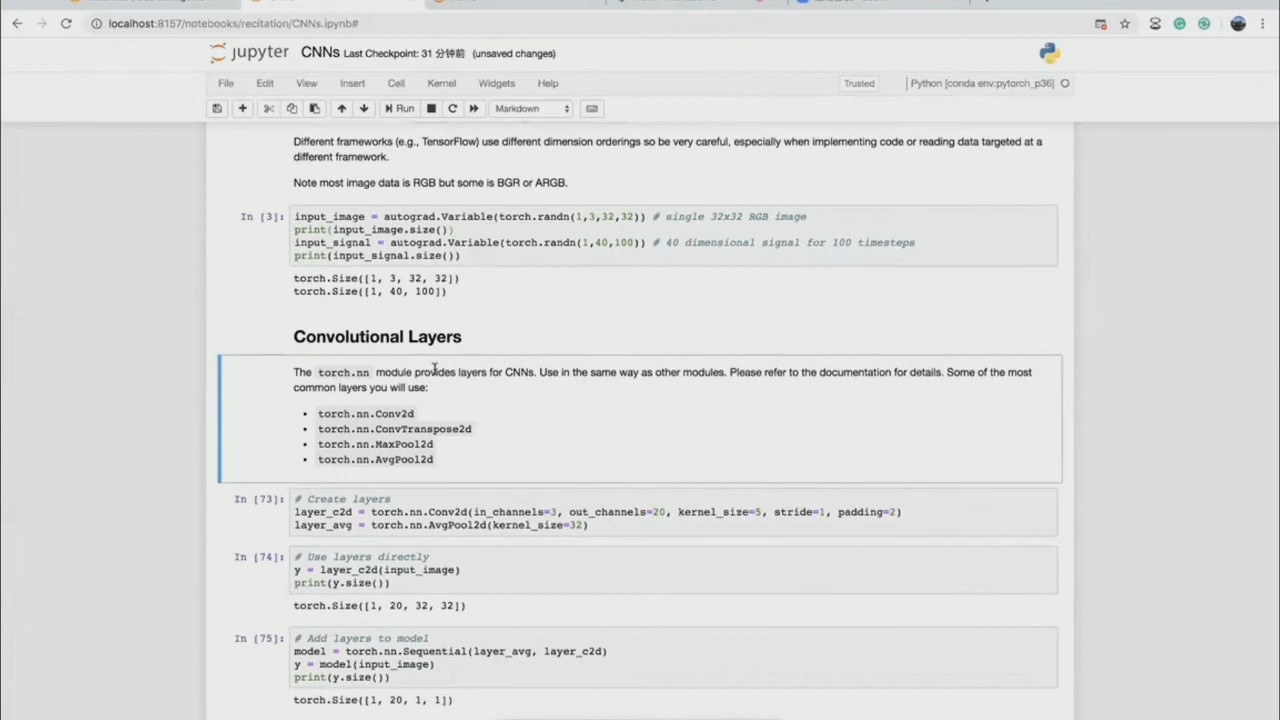 localhost:8157/notebooks/recitation/CNNs.ipynb#
jupyter CNNs Last Checkpoint: 31 分钟前 (unsaved changes)
File Edit View Insert Cell Kernel Widgets Help Trusted Python [conda env:pytorch_p36]
Run Markdown
Different frameworks (e.g., TensorFlow) use different dimension orderings so be very careful, especially when implementing code or reading data targeted at a
different framework.
Note most image data is RGB but some is BGR or ARGB.
In [3]: input_image = autograd.Variable(torch.randn(1,3,32,32)) # single 32x32 RGB image
print(input_image.size())
input_signal = autograd.Variable(torch.randn(1,40,100)) # 40 dimensional signal for 100 timesteps
print(input_signal.size())
torch.Size([1, 3, 32, 32])
torch.Size([1, 40, 100])
Convolutional Layers
The torch.nn module provides layers for CNNs. Use in the same way as other modules. Please refer to the documentation for details. Some of the most
common layers you will use:
• torch.nn.Conv2d
• torch.nn.ConvTranspose2d
• torch.nn.MaxPool2d
• torch.nn.AvgPool2d
In [73]: # Create layers
layer_c2d = torch.nn.Conv2d(in_channels=3, out_channels=20, kernel_size=5, stride=1, padding=2)
layer_avg = torch.nn.AvgPool2d(kernel_size=32)
In [74]: # Use layers directly
y = layer_c2d(input_image)
print(y.size())
torch.Size([1, 20, 32, 32])
In [75]: # Add layers to model
model = torch.nn.Sequential(layer_avg, layer_c2d)
y = model(input_image)
print(y.size())
torch.Size([1, 20, 1, 1])